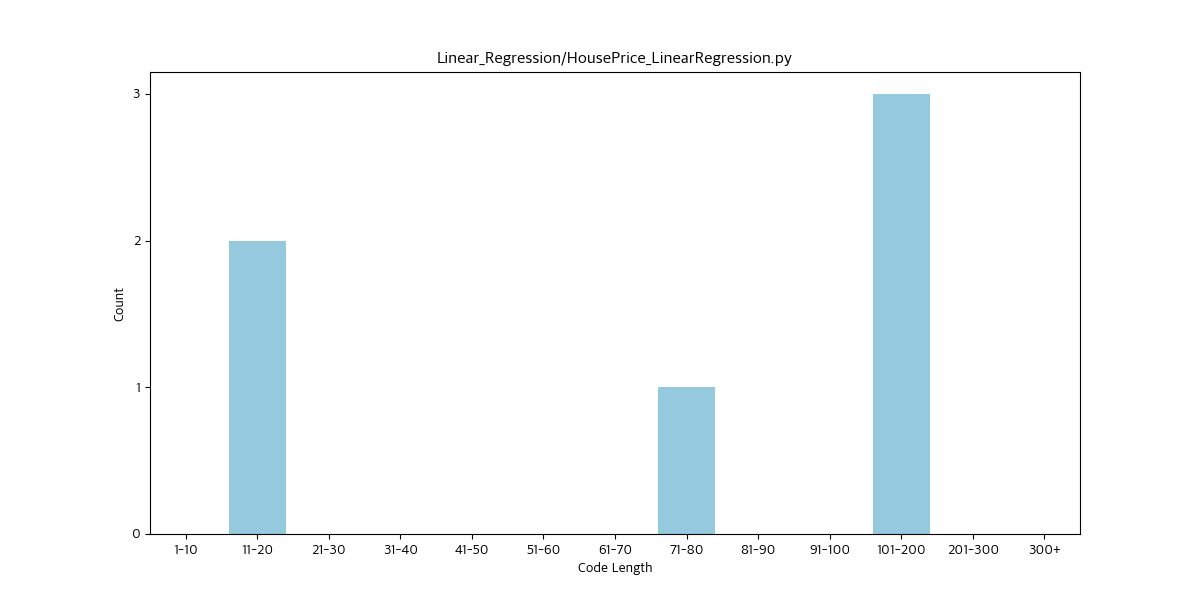 Linear_Regression/HousePrice_LinearRegression.py
3
2
1
0
Count
1-10 11-20 21-30 31-40 41-50 51-60 61-70 71-80 81-90 91-100 101-200 201-300 300+
Code Length